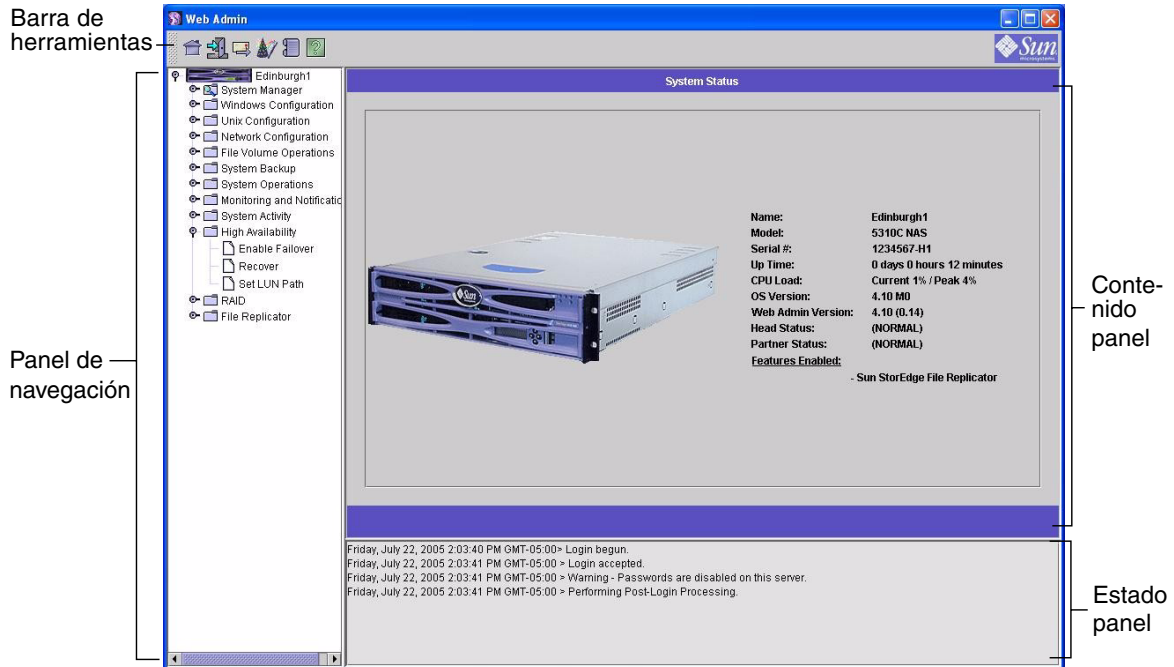 Barra de
herramientas
Web Admin
Sun
microsystems
Edinburgh1
System Manager
Windows Configuration
Unix Configuration
Network Configuration
File Volume Operations
System Backup
System Operations
Monitoring and Notificatic
System Activity
High Availability
Enable Failover
Recover
Set LUN Path
RAID
File Replicator
Panel de
navegación
System Status
Sun
Name: Edinburgh1
Model: 5310C NAS
Serial #: 1234567-H1
Up Time: 0 days 0 hours 12 minutes
CPU Load: Current 1% / Peak 4%
OS Version: 4.10 M0
Web Admin Version: 4.10 (0.14)
Head Status: (NORMAL)
Partner Status: (NORMAL)
Features Enabled:
- Sun StorEdge File Replicator
Conte-
nido
panel
Friday, July 22, 2005 2:03:40 PM GMT-05:00> Login begun.
Friday, July 22, 2005 2:03:41 PM GMT-05:00 > Login accepted.
Friday, July 22, 2005 2:03:41 PM GMT-05:00 > Warning - Passwords are disabled on this server.
Friday, July 22, 2005 2:03:41 PM GMT-05:00 > Performing Post-Login Processing.
Estado
panel